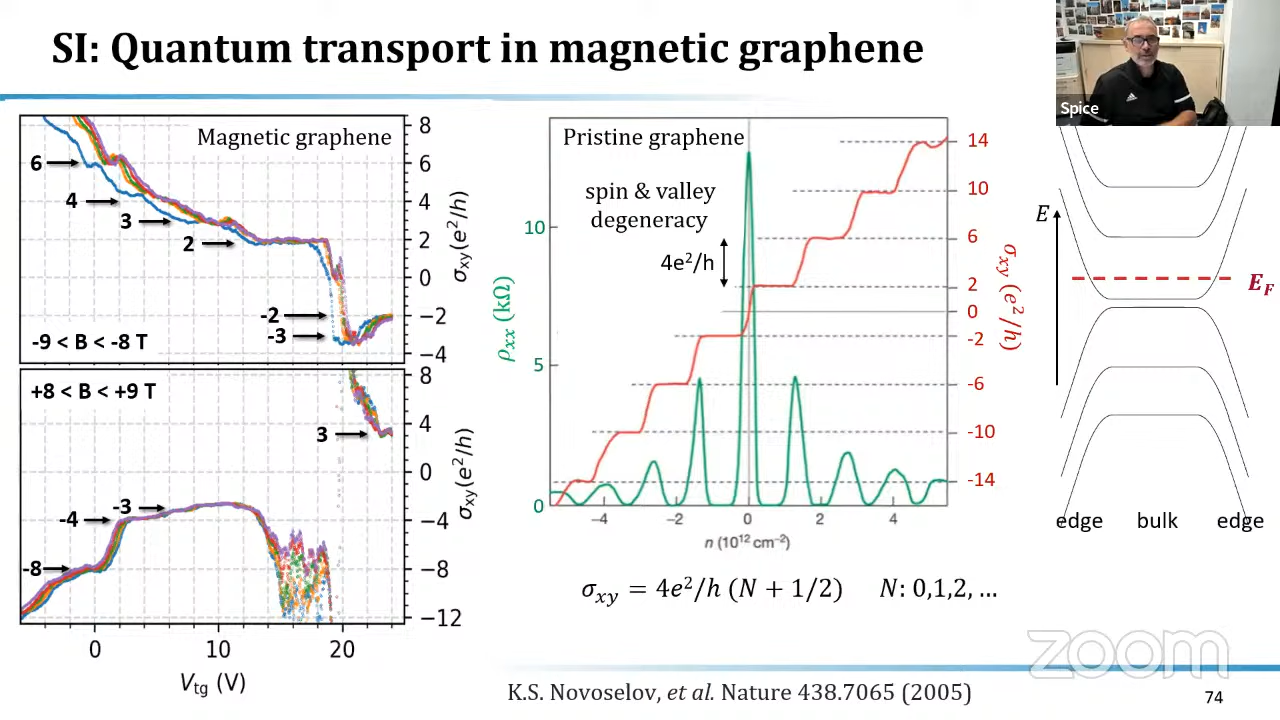 SI: Quantum transport in magnetic graphene
Spice
Magnetic graphene
8
6
4
2
0
−2
−4
σxy(e²/h)
6
4
3
2
-2
-3
-9 < B < -8 T
+8 < B < +9 T
8
4
0
−4
−8
−12
σxy(e²/h)
3
-3
-4
-8
0
10
20
Vtg (V)
Pristine graphene
spin & valley
degeneracy
4e²/h
10
5
0
ρxx (kΩ)
14
10
6
2
0
-2
-6
-10
-14
σxy (e²/h)
−4
−2
0
2
4
n (10¹² cm⁻²)
σxy = 4e²/h (N + 1/2) N: 0,1,2, …
E
EF
edge bulk edge
zoom
K.S. Novoselov, et al. Nature 438.7065 (2005)
74